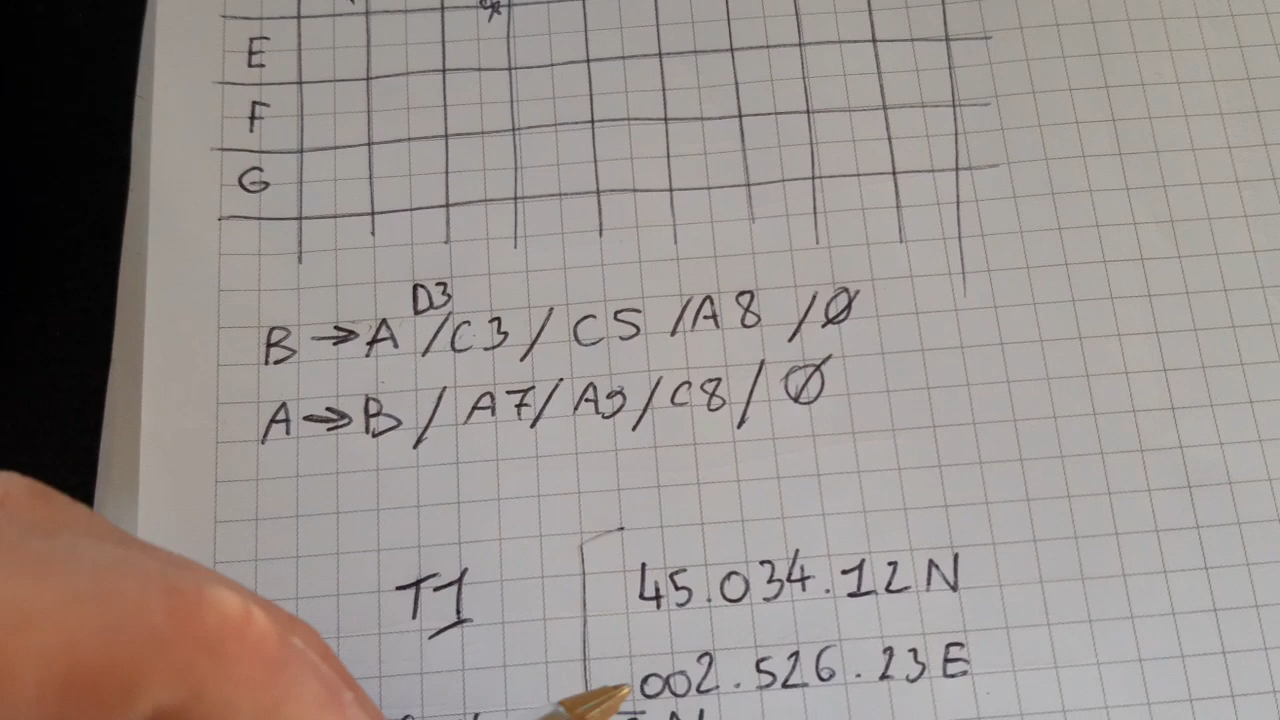 E
F
G
D3
B → A / C3 / C5 / A8 / Ø
A → B / A7 / A9 / C8 / Ø
T1
45.034.12N
002.526.23E